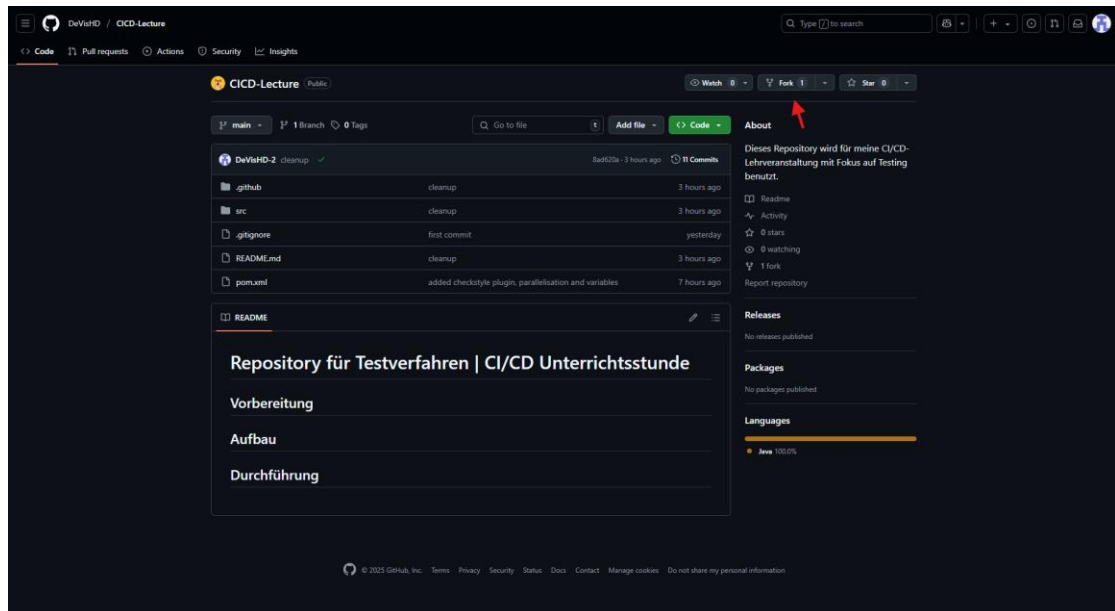 DeVisHD / CICD-Lecture
Type / to search
Code Pull requests Actions Security Insights
CICD-Lecture Public
Watch 0 Fork 1 Star 0
main 1 Branch 0 Tags Go to file t Add file Code
DeVisHD-2 cleanup 8ad620a · 3 hours ago 11 Commits
.github cleanup 3 hours ago
src cleanup 3 hours ago
.gitignore first commit yesterday
README.md cleanup 3 hours ago
pom.xml added checkstyle plugin, parallelisation and variables 7 hours ago
README
Repository für Testverfahren | CI/CD Unterrichtsstunde
Vorbereitung
Aufbau
Durchführung
About
Dieses Repository wird für meine CI/CD-
Lehrveranstaltung mit Fokus auf Testing
benutzt.
Readme
Activity
0 stars
0 watching
1 fork
Report repository
Releases
No releases published
Packages
No packages published
Languages
Java 100.0%
© 2025 GitHub, Inc. Terms Privacy Security Status Docs Contact Manage cookies Do not share my personal information